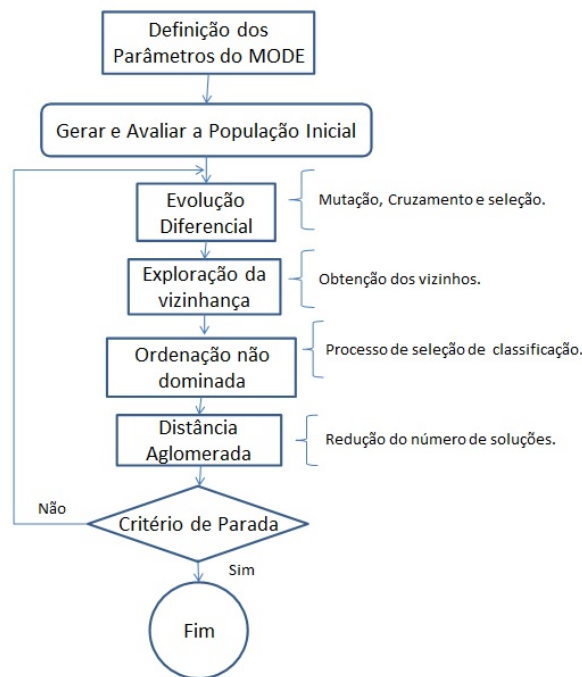 Definição dos
Parâmetros do MODE
Gerar e Avaliar a População Inicial
Evolução
Diferencial
Mutação, Cruzamento e seleção.
Exploração da
vizinhança
Obtenção dos vizinhos.
Ordenação não
dominada
Processo de seleção de classificação.
Distância
Aglomerada
Redução do número de soluções.
Não
Critério de Parada
Sim
Fim